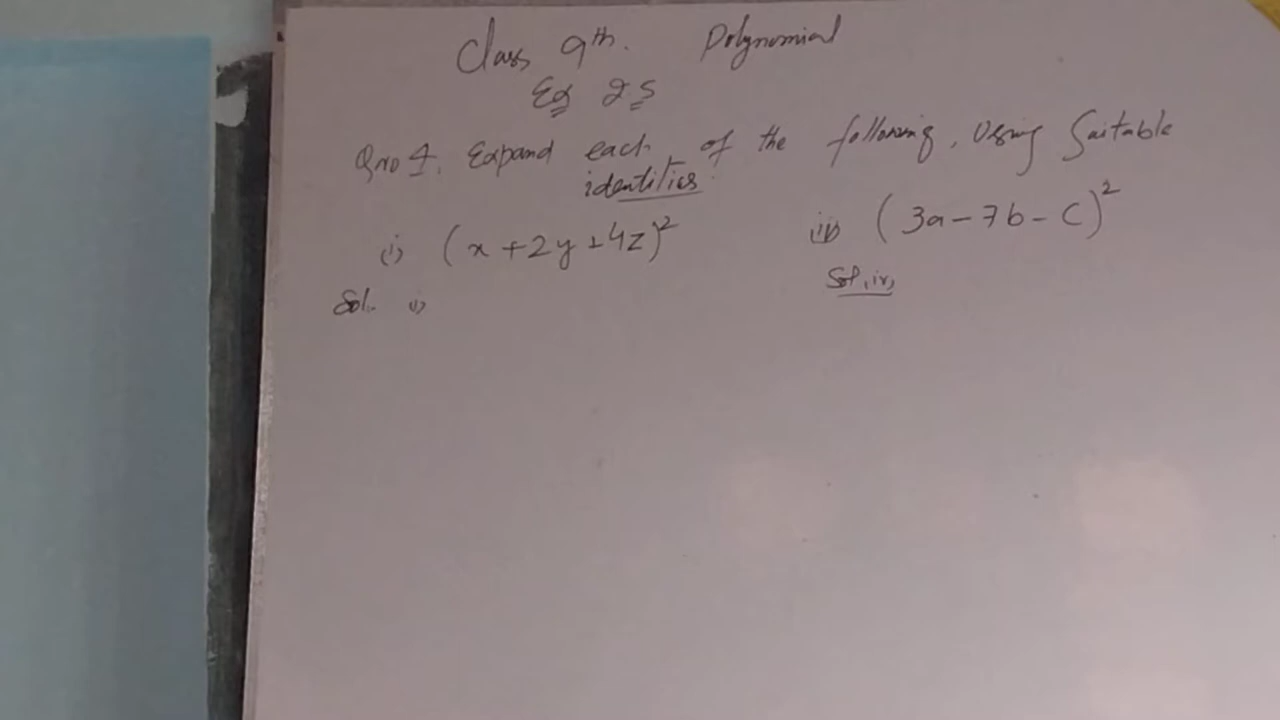 Class 9th. Polynomial
Ex 2.5
Qno 4. Expand each of the following, Using Suitable
identities
(i) (x+2y+4z)² (iv) (3a-7b-c)²
Sol. (i) Sol. (iv)